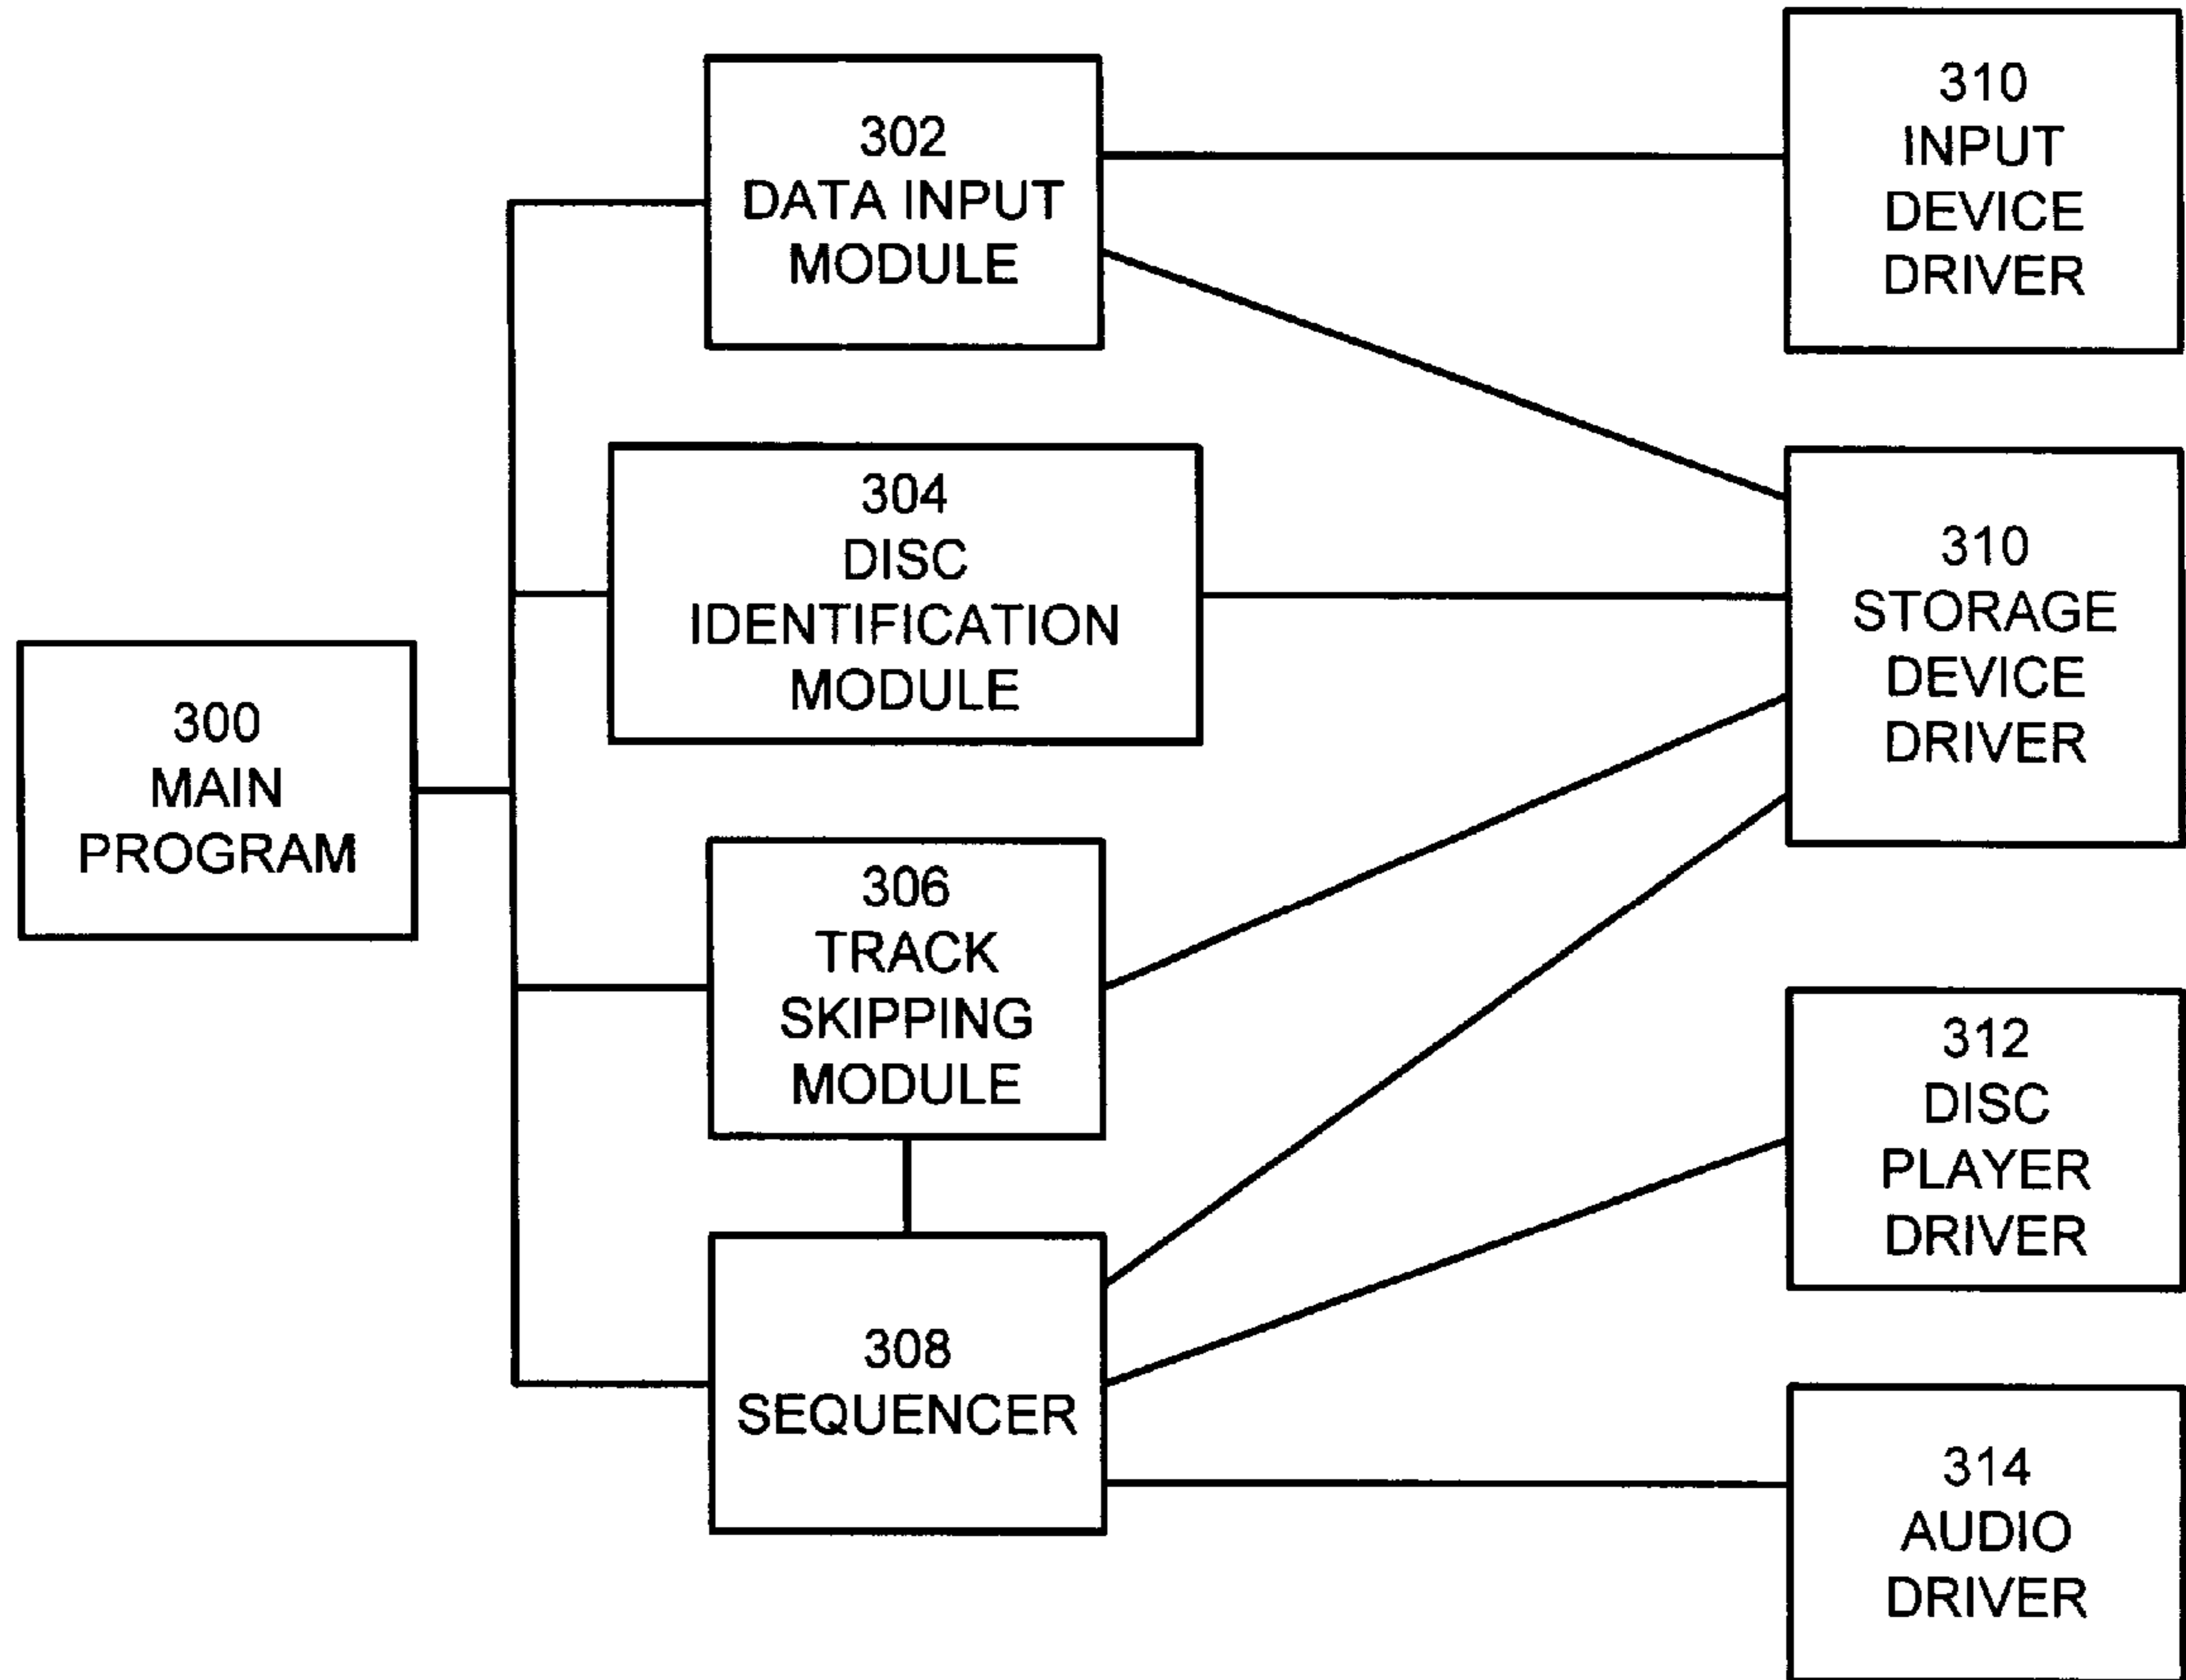 300
MAIN
PROGRAM
302
DATA INPUT
MODULE
304
DISC
IDENTIFICATION
MODULE
306
TRACK
SKIPPING
MODULE
308
SEQUENCER
310
INPUT
DEVICE
DRIVER
310
STORAGE
DEVICE
DRIVER
312
DISC
PLAYER
DRIVER
314
AUDIO
DRIVER